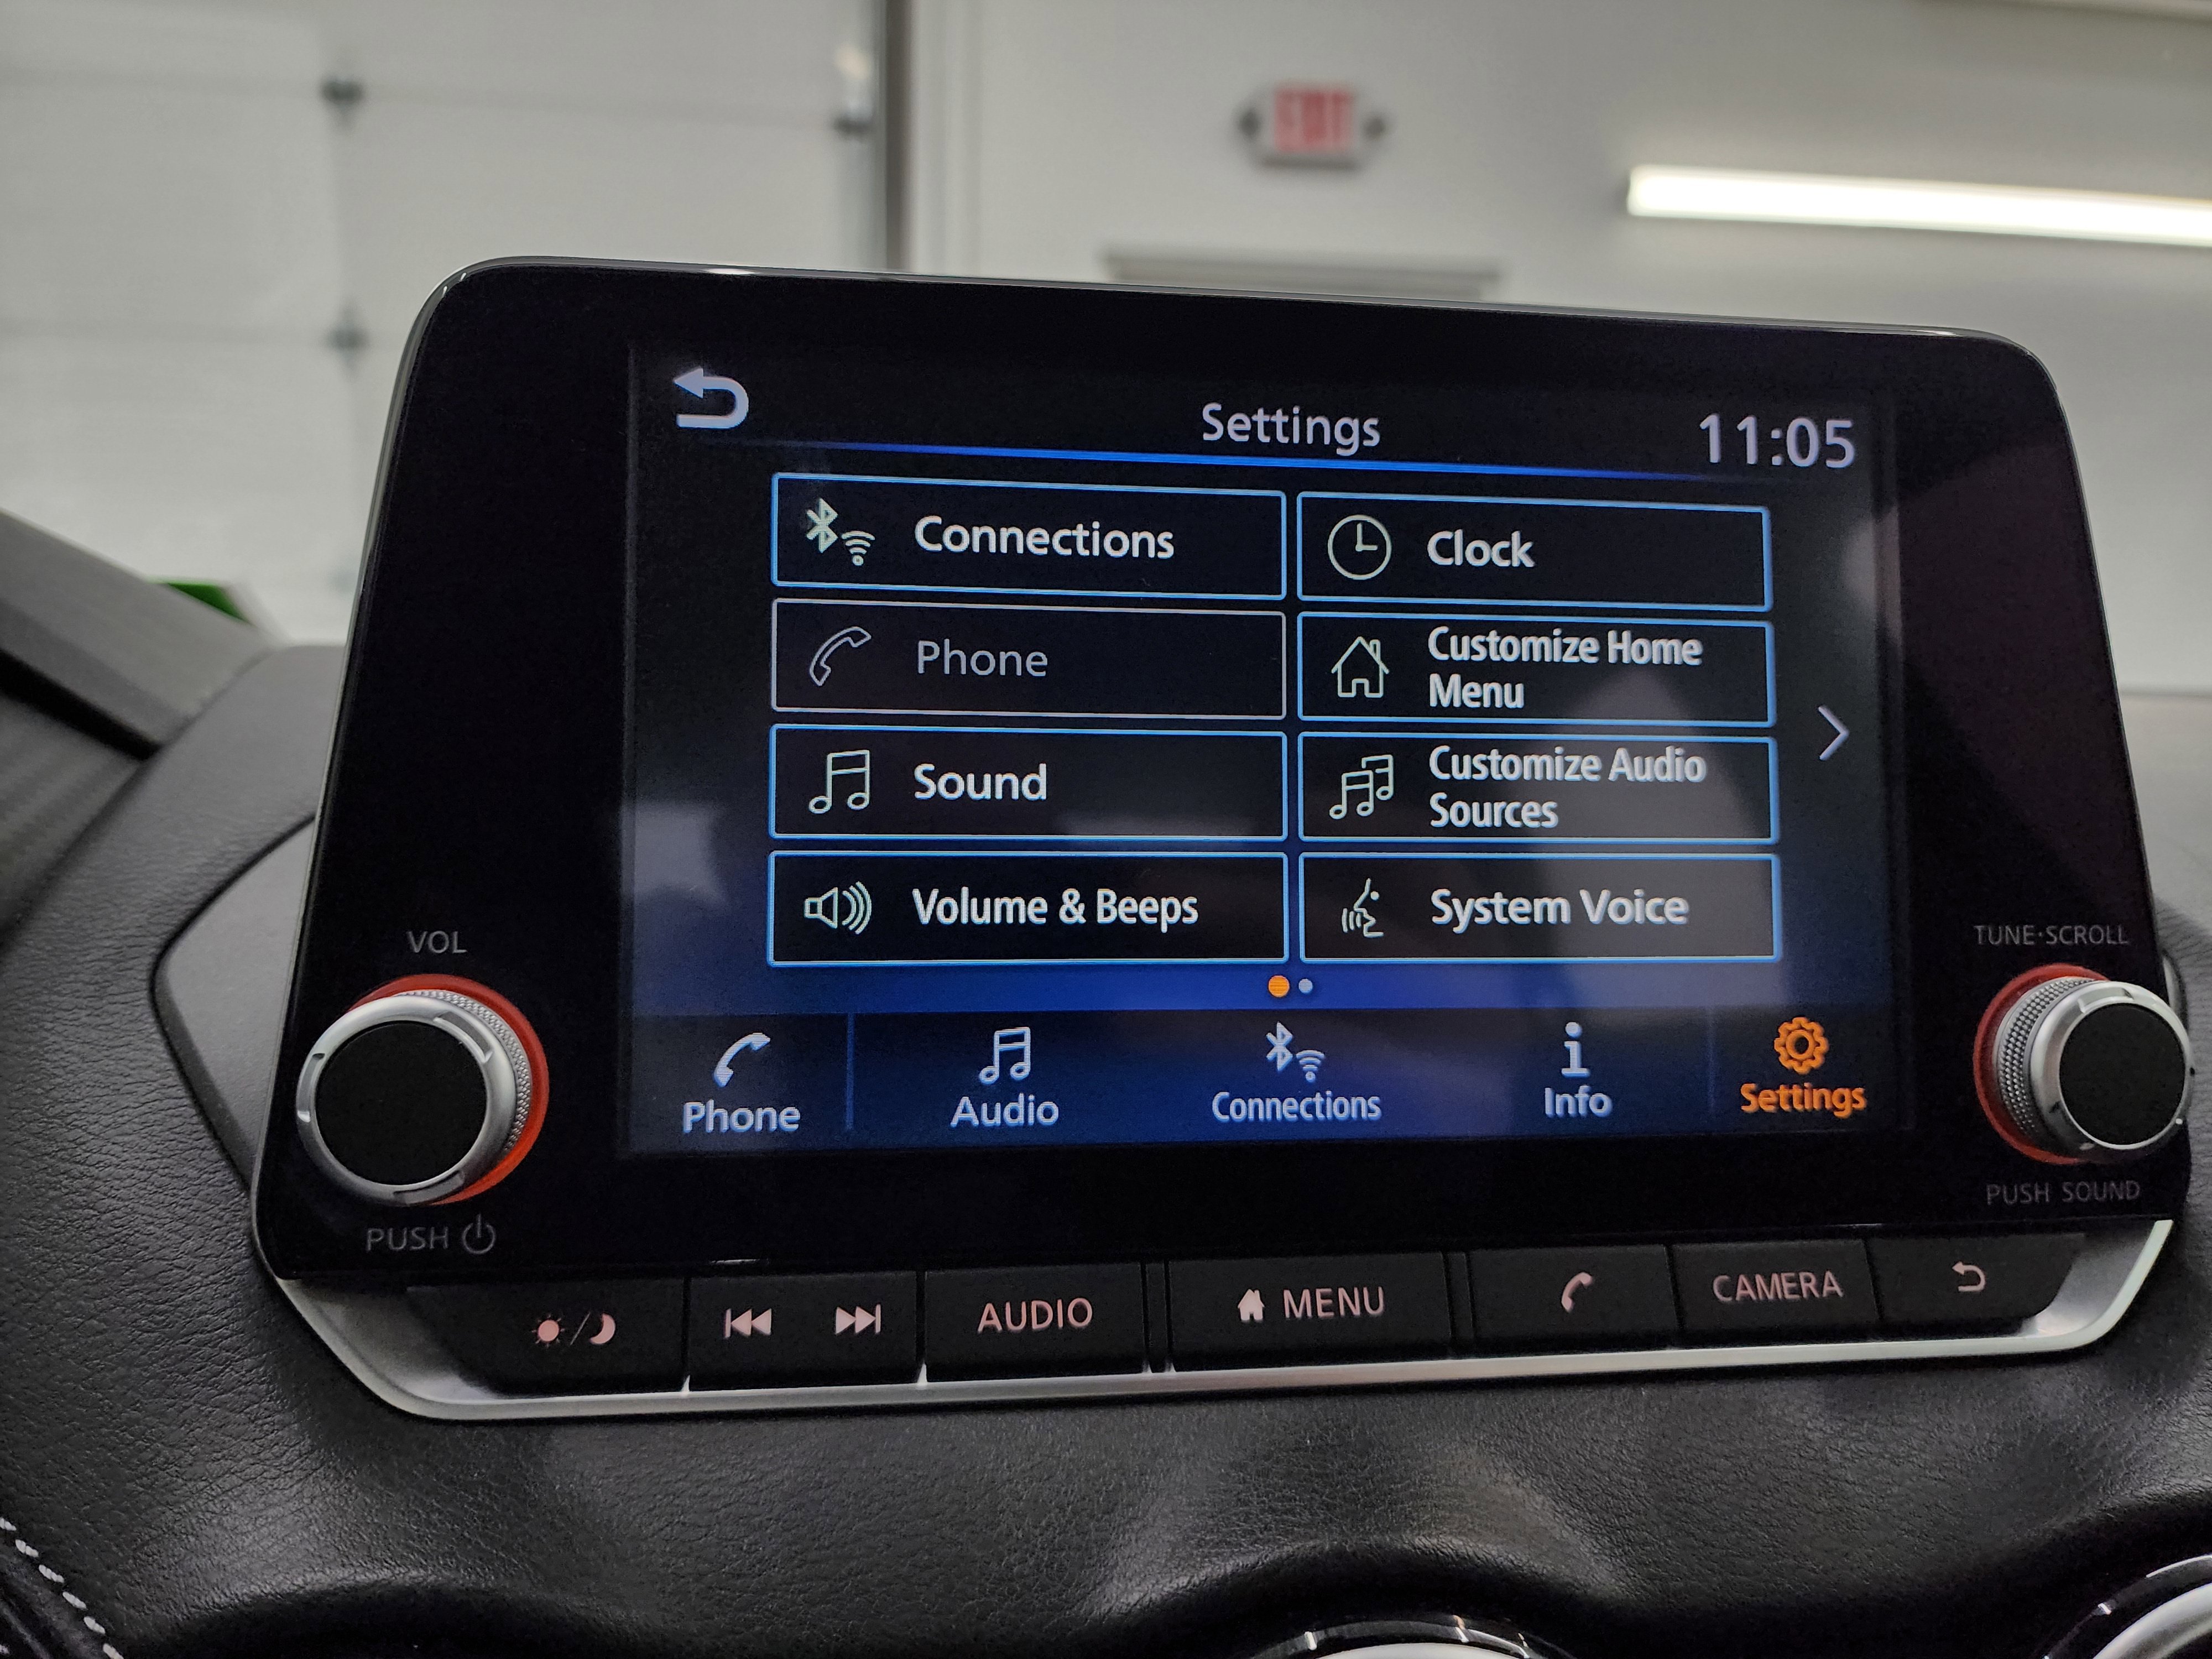 EXIT
Settings
11:05
Connections
Clock
Phone
Customize Home
Menu
Sound
Customize Audio
Sources
Volume & Beeps
System Voice
Phone
Audio
Connections
Info
Settings
VOL
PUSH
TUNE·SCROLL
PUSH SOUND
AUDIO
MENU
CAMERA